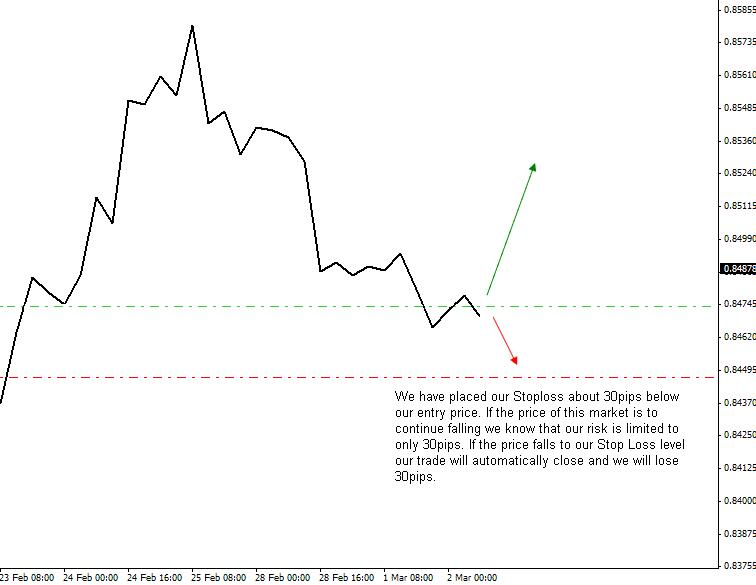 0.85855
0.85735
0.85610
0.85485
0.85360
0.85240
0.85115
0.84990
0.84878
0.84745
0.84620
0.84495
We have placed our Stoploss about 30pips below
our entry price. If the price of this market is to
continue falling we know that our risk is limited to
only 30pips. If the price falls to our Stop Loss level
our trade will automatically close and we will lose
30pips.
0.84370
0.84250
0.84125
0.84000
0.83875
0.83755
23 Feb 08:00 24 Feb 00:00 24 Feb 16:00 25 Feb 08:00 28 Feb 00:00 28 Feb 16:00 1 Mar 08:00 2 Mar 00:00